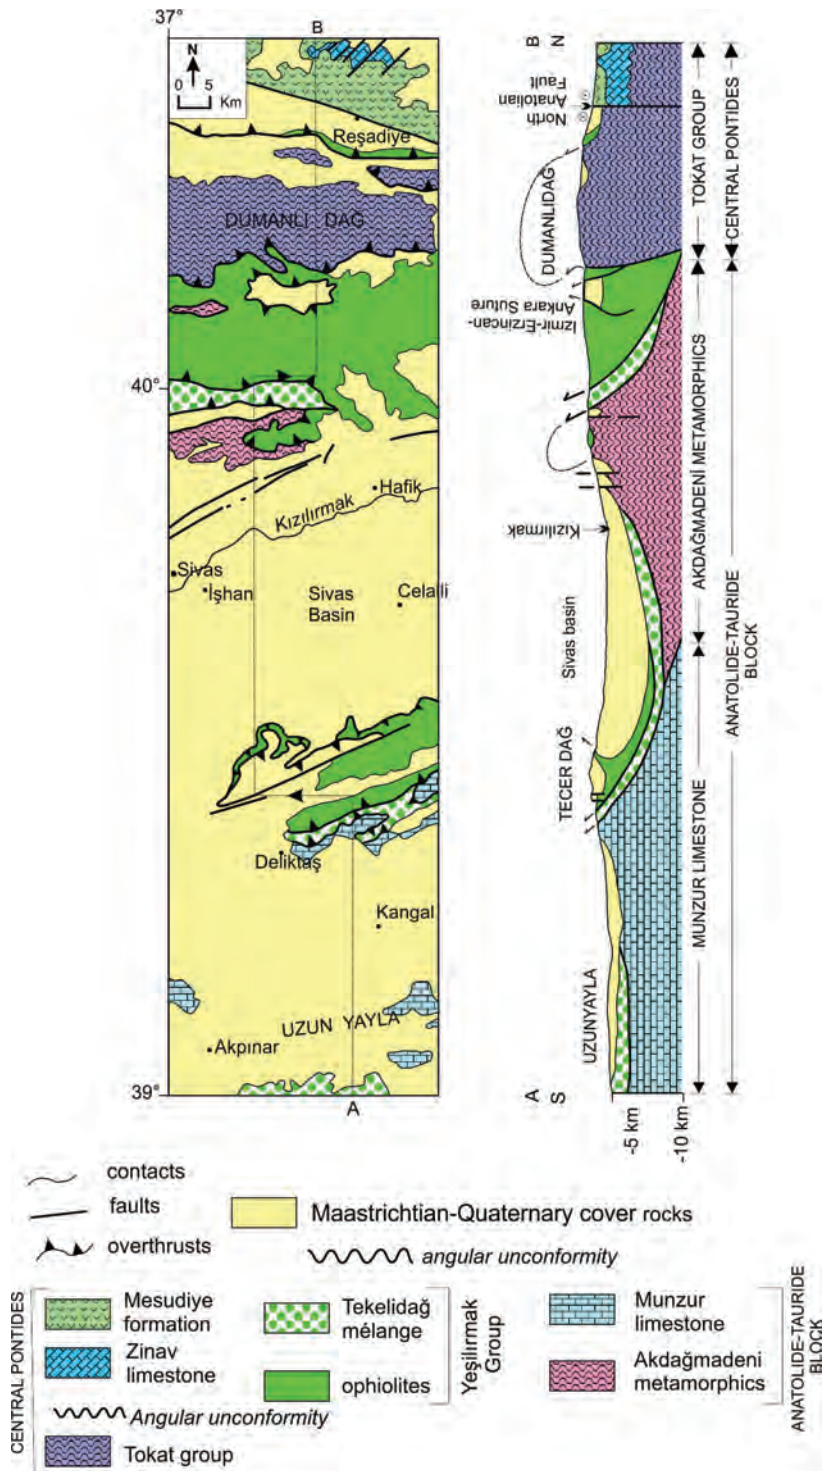 37°
B
N
0 5
Km
Reşadiye
DUMANLI DAĞ
40°
Hafik
Kızılırmak
Sivas
İşhan
Sivas
Basin
Celalli
Deliktaş
Kangal
UZUN YAYLA
Akpınar
39°
A
B
N
North
Anatolian
Fault
DUMANLIDAĞ
Izmir-Erzincan-
Ankara Suture
Kızılırmak
Sivas basin
TECER DAĞ
UZUNYAYLA
A
S
-5 km
-10 km
TOKAT GROUP
CENTRAL PONTIDES
AKDAĞMADENİ METAMORPHICS
MUNZUR LIMESTONE
ANATOLIDE-TAURIDE
BLOCK
contacts
faults
overthrusts
Maastrichtian-Quaternary cover rocks
angular unconformity
CENTRAL PONTIDES
Mesudiye
formation
Zinav
limestone
Angular unconformity
Tokat group
Tekelidağ
mélange
ophiolites
Yeşilırmak
Group
Munzur
limestone
Akdağmadeni
metamorphics
ANATOLIDE-TAURIDE
BLOCK